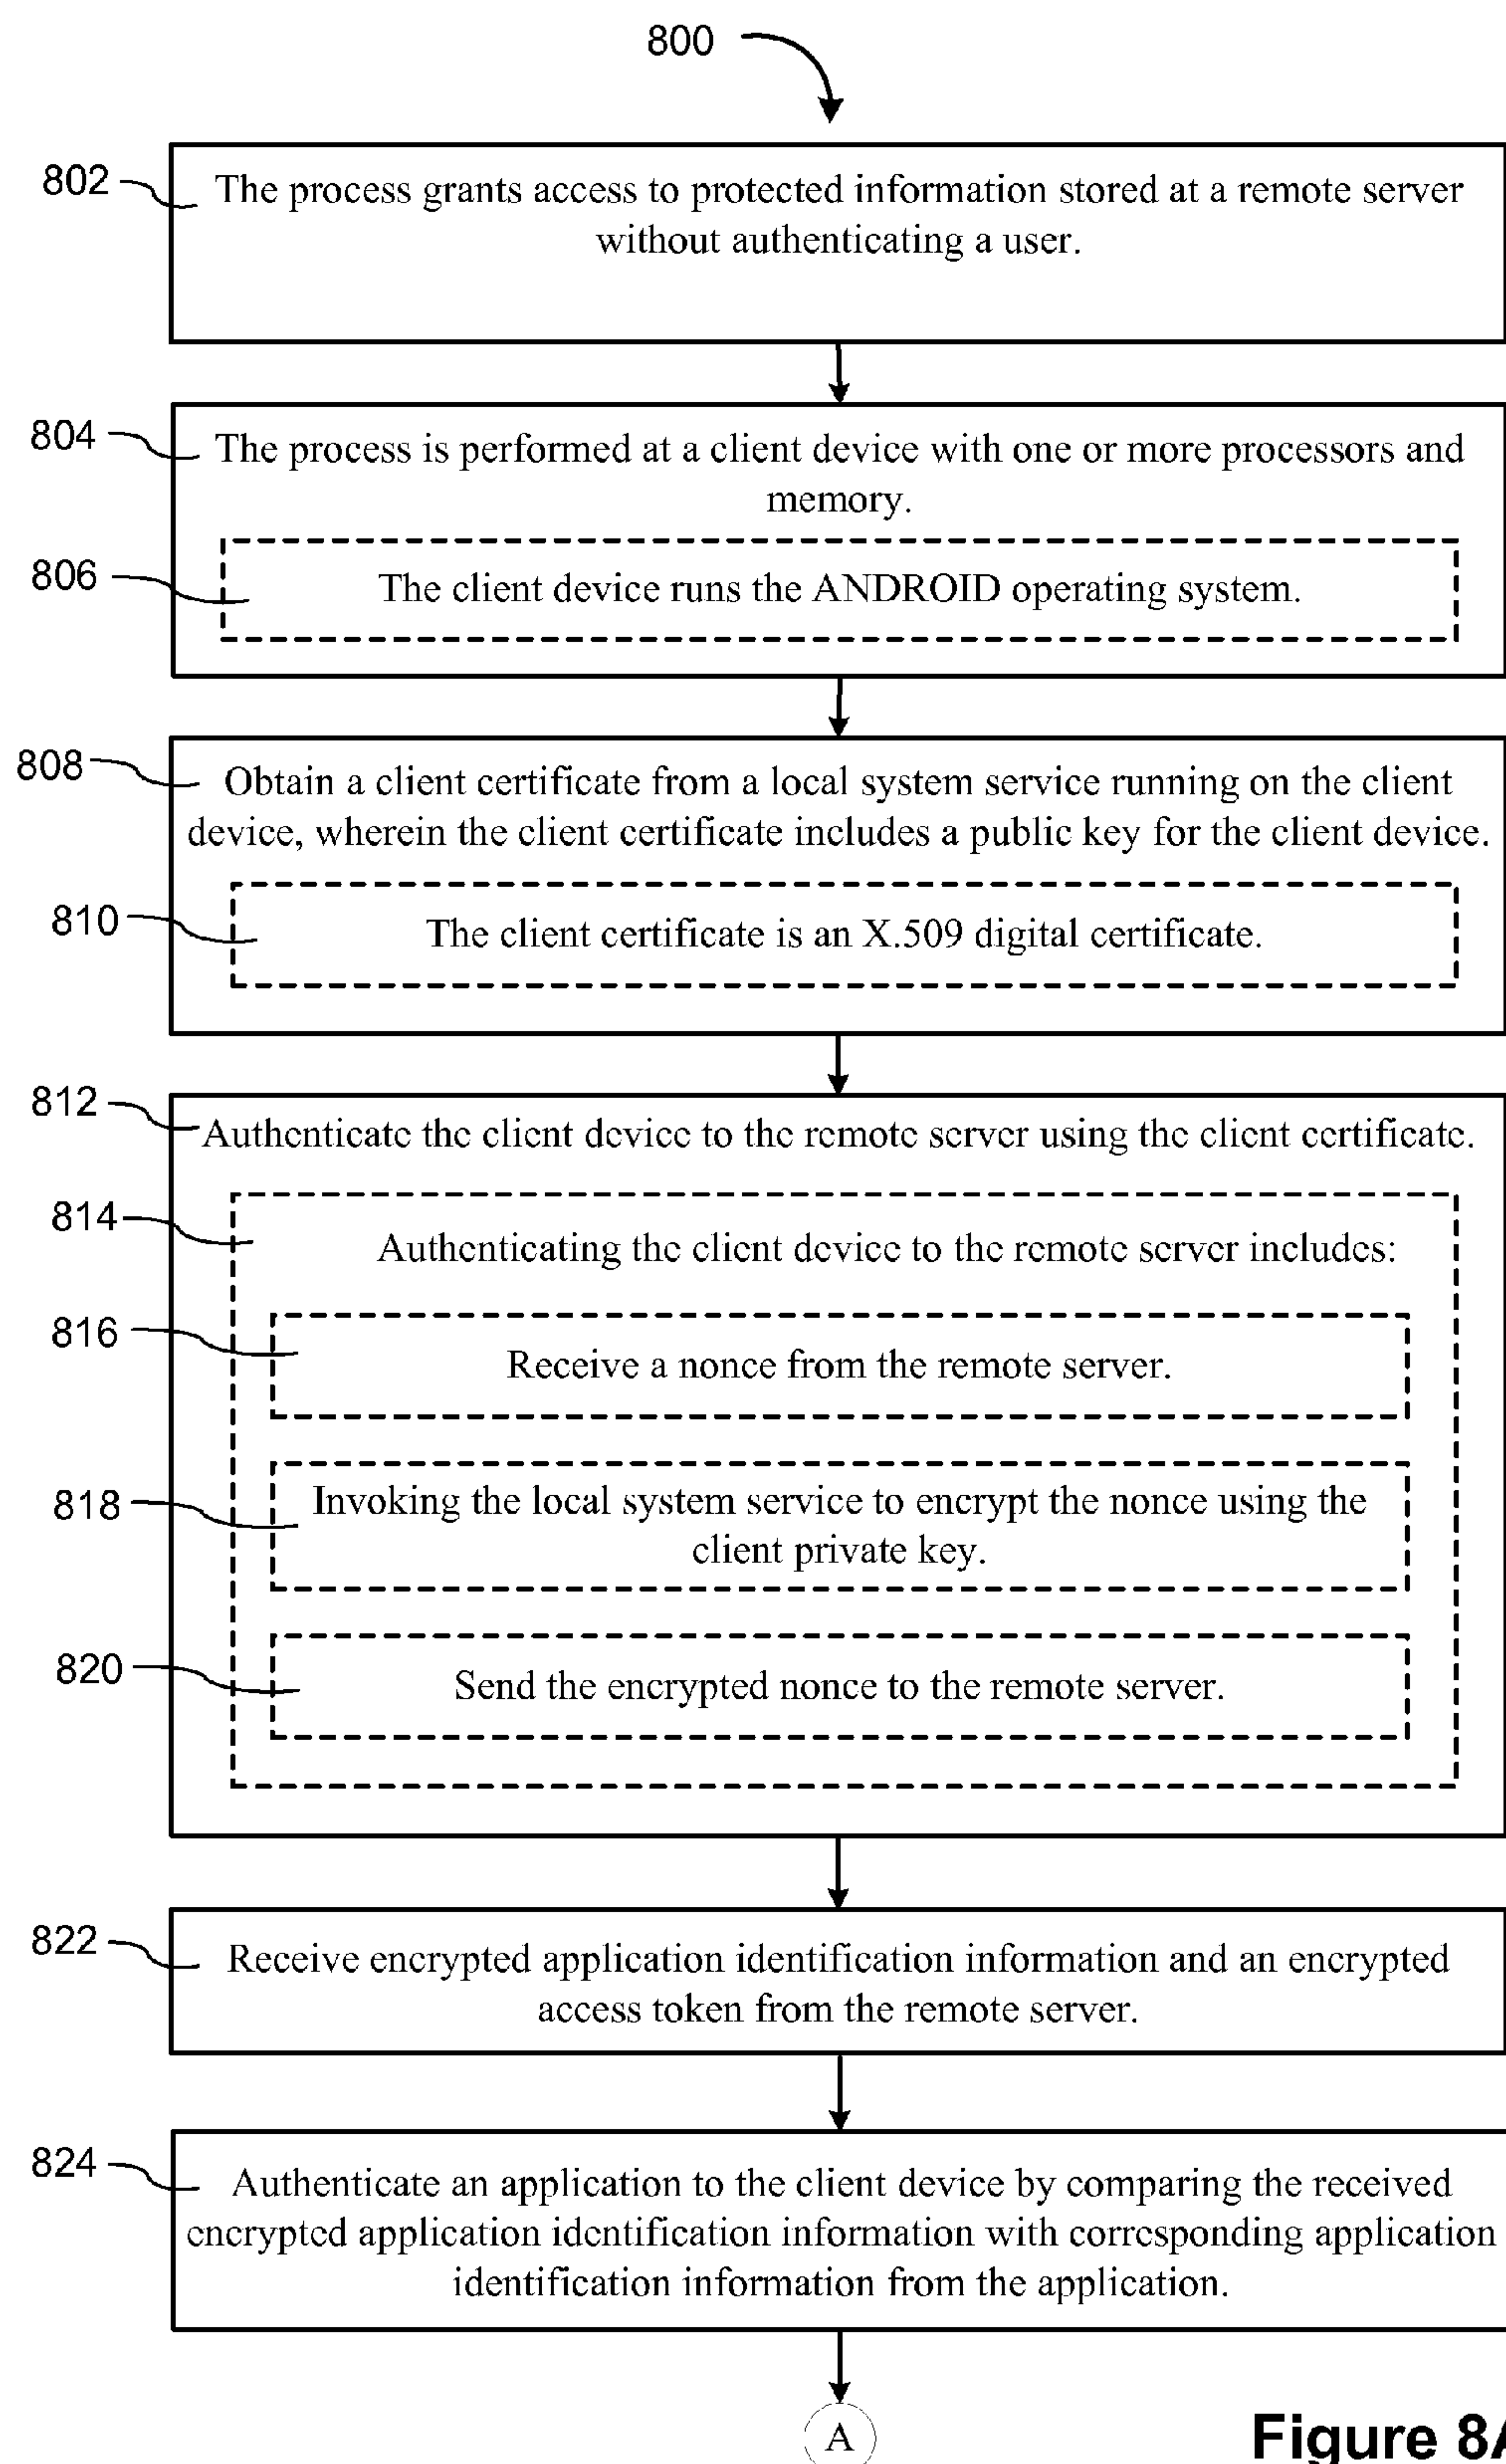 800
802
The process grants access to protected information stored at a remote server
without authenticating a user.
804
The process is performed at a client device with one or more processors and
memory.
806
The client device runs the ANDROID operating system.
808
Obtain a client certificate from a local system service running on the client
device, wherein the client certificate includes a public key for the client device.
810
The client certificate is an X.509 digital certificate.
812
Authenticate the client device to the remote server using the client certificate.
814
Authenticating the client device to the remote server includes:
816
Receive a nonce from the remote server.
818
Invoking the local system service to encrypt the nonce using the
client private key.
820
Send the encrypted nonce to the remote server.
822
Receive encrypted application identification information and an encrypted
access token from the remote server.
824
Authenticate an application to the client device by comparing the received
encrypted application identification information with corresponding application
identification information from the application.
A
Figure 8A